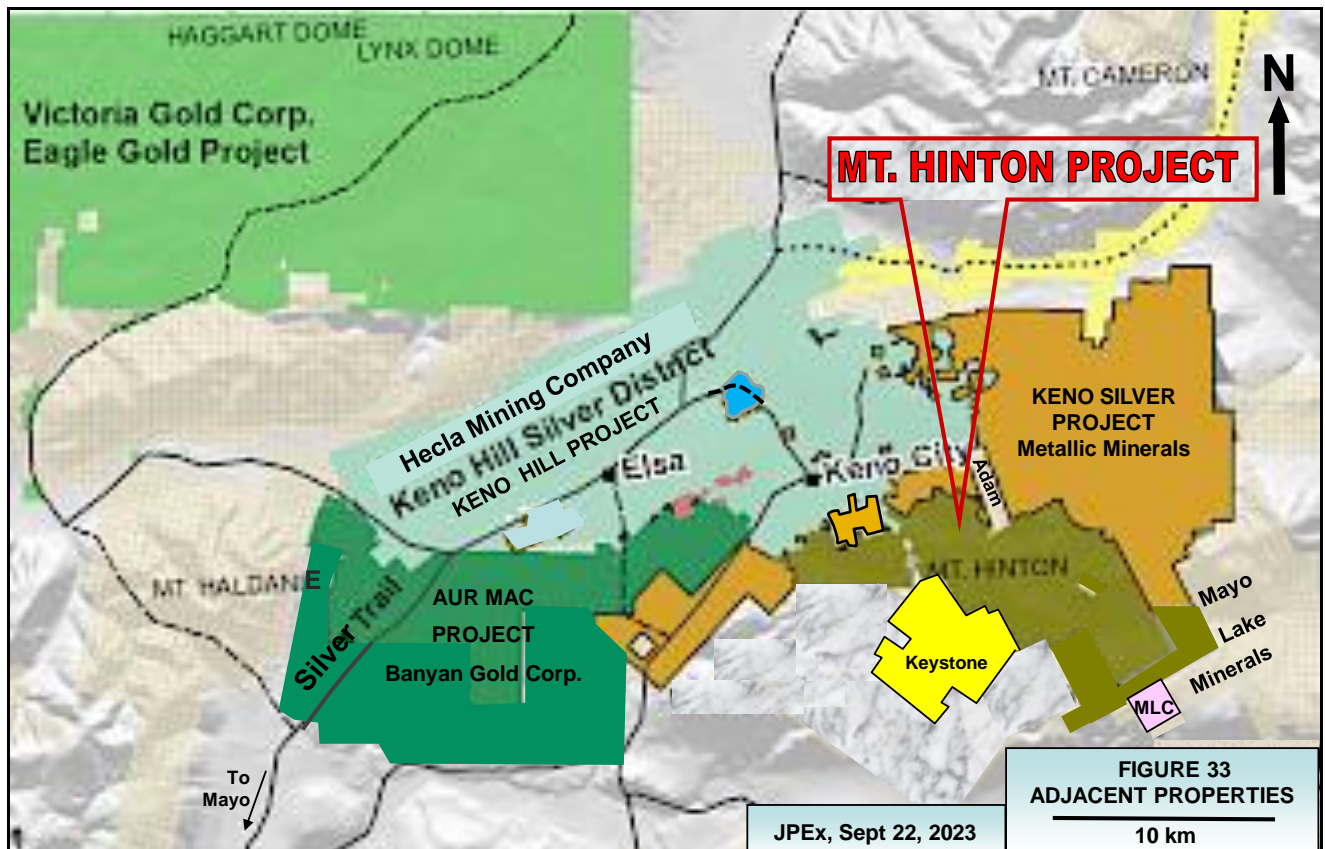 HAGGART DOME
LYNX DOME
MT. CAMERON
N
Victoria Gold Corp.
Eagle Gold Project
MT. HINTON PROJECT
Hecla Mining Company
Keno Hill Silver District
KENO HILL PROJECT
KENO SILVER
PROJECT
Metallic Minerals
Elsa
Keno City
Adam
MT. HALDANE
MT. HINTON
Silver Trail
AUR MAC
PROJECT
Banyan Gold Corp.
Keystone
Mayo
Lake
Minerals
MLC
To
Mayo
FIGURE 33
ADJACENT PROPERTIES
10 km
JPEx, Sept 22, 2023